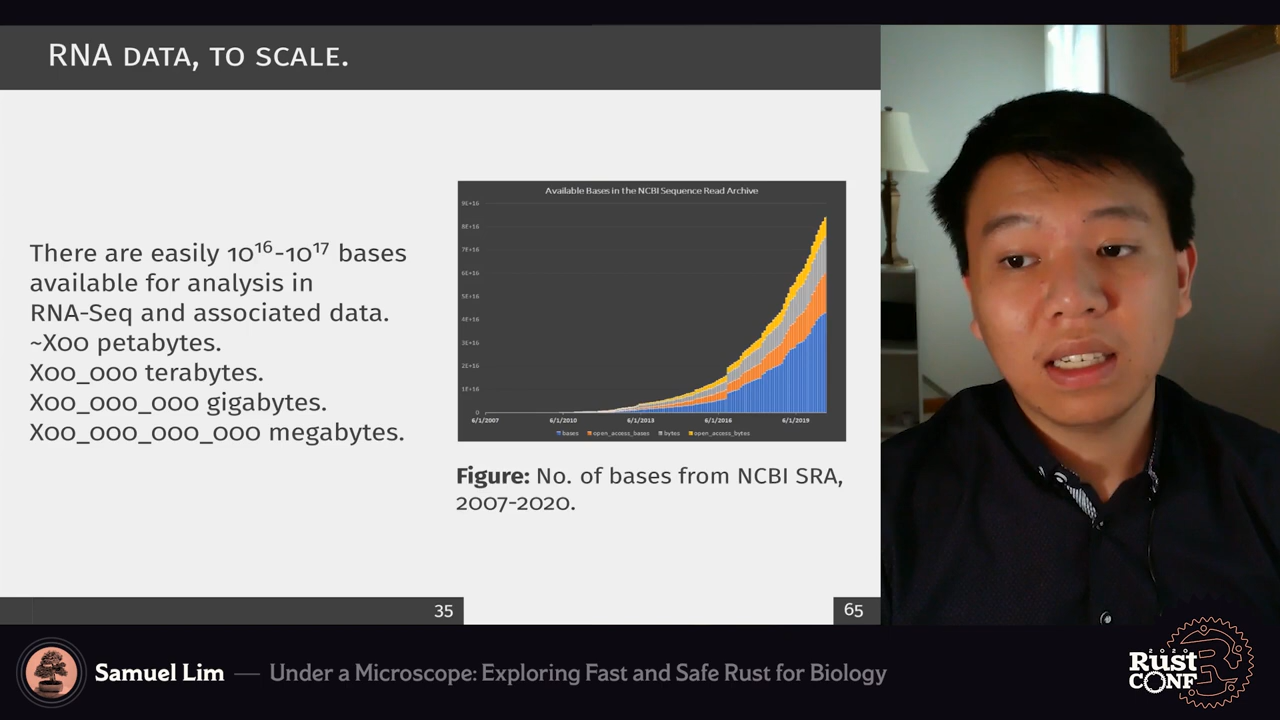 RNA DATA, TO SCALE.
There are easily 10¹⁶-10¹⁷ bases
available for analysis in
RNA-Seq and associated data.
~X00 petabytes.
X00_000 terabytes.
X00_000_000 gigabytes.
X00_000_000_000 megabytes.
Available Bases in the NCBI Sequence Read Archive
9E+16
8E+16
7E+16
6E+16
5E+16
4E+16
3E+16
2E+16
1E+16
0
6/1/2007 6/1/2010 6/1/2013 6/1/2016 6/1/2019
bases open_access_bases bytes open_access_bytes
Figure: No. of bases from NCBI SRA,
2007-2020.
35
65
Samuel Lim — Under a Microscope: Exploring Fast and Safe Rust for Biology
2020
Rust
CONF
R